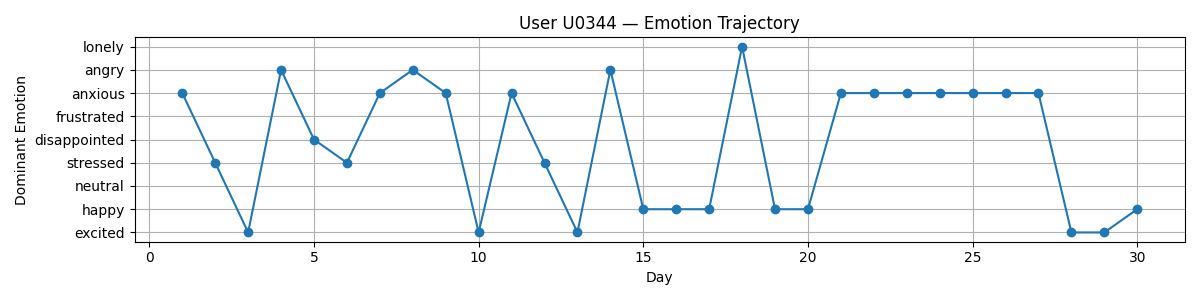 User U0344 — Emotion Trajectory
Dominant Emotion
lonely
angry
anxious
frustrated
disappointed
stressed
neutral
happy
excited
0 5 10 15 20 25 30
Day